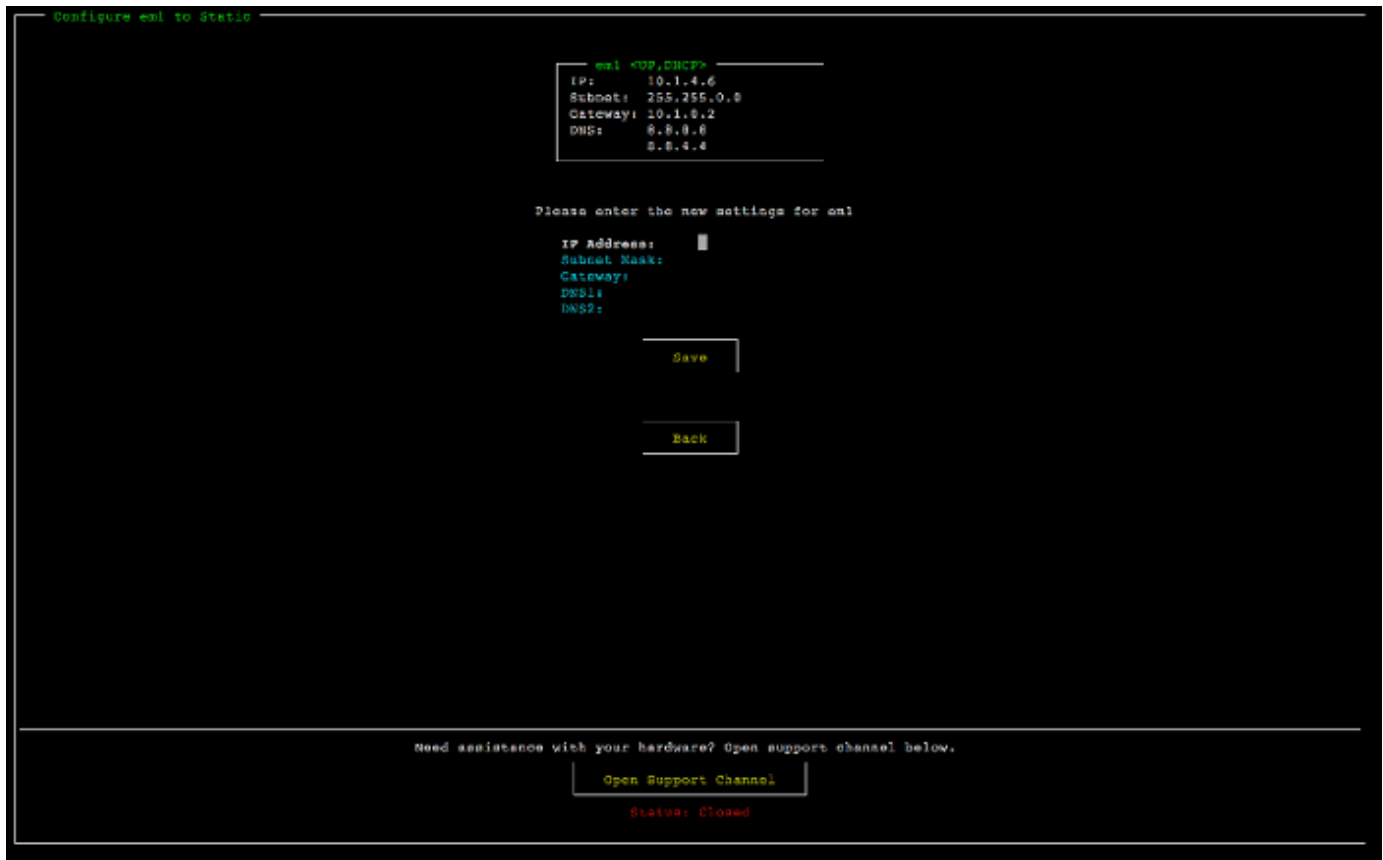 Configure em1 to Static
em1 <UP,DHCP>
IP: 10.1.4.6
Subnet: 255.255.0.0
Gateway: 10.1.0.2
DNS: 8.8.8.8
8.8.4.4
Please enter the new settings for em1
IP Address:
Subnet Mask:
Gateway:
DNS1:
DNS2:
Save
Back
Need assistance with your hardware? Open support channel below.
Open Support Channel
Status: Closed